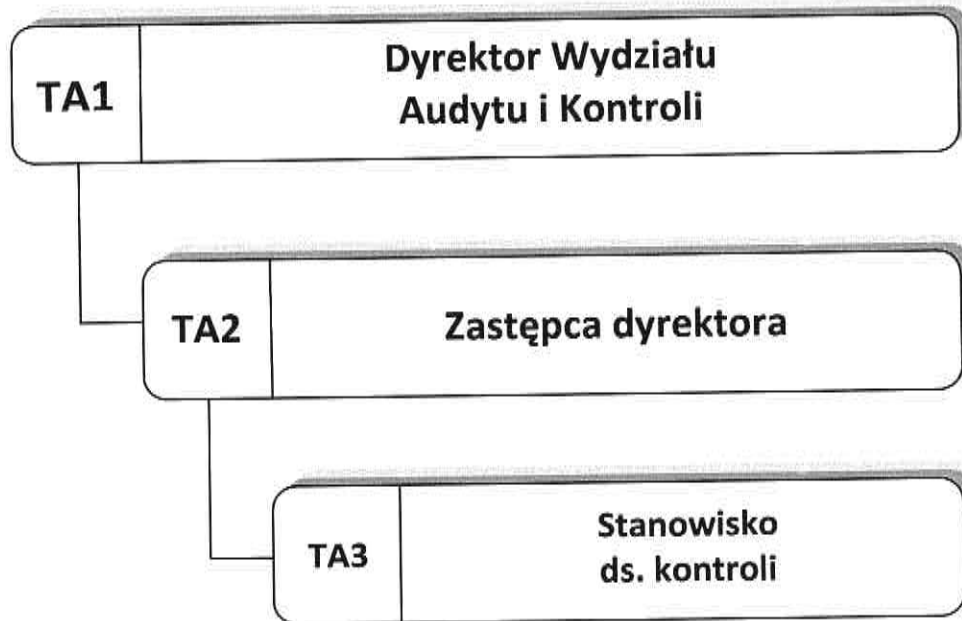 TA1
Dyrektor Wydziału
Audytu i Kontroli
TA2
Zastępca dyrektora
TA3
Stanowisko
ds. kontroli